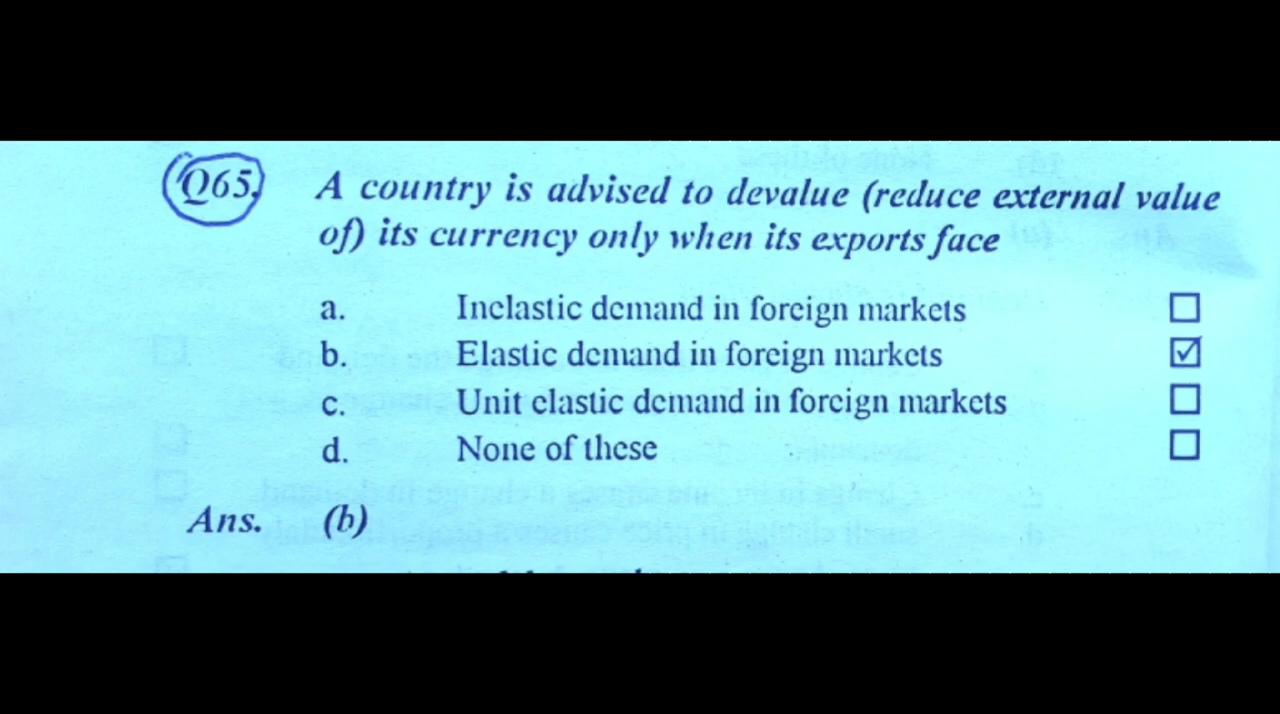 Q65. A country is advised to devalue (reduce external value
of) its currency only when its exports face
a. Inelastic demand in foreign markets
b. Elastic demand in foreign markets
c. Unit elastic demand in foreign markets
d. None of these
Ans. (b)